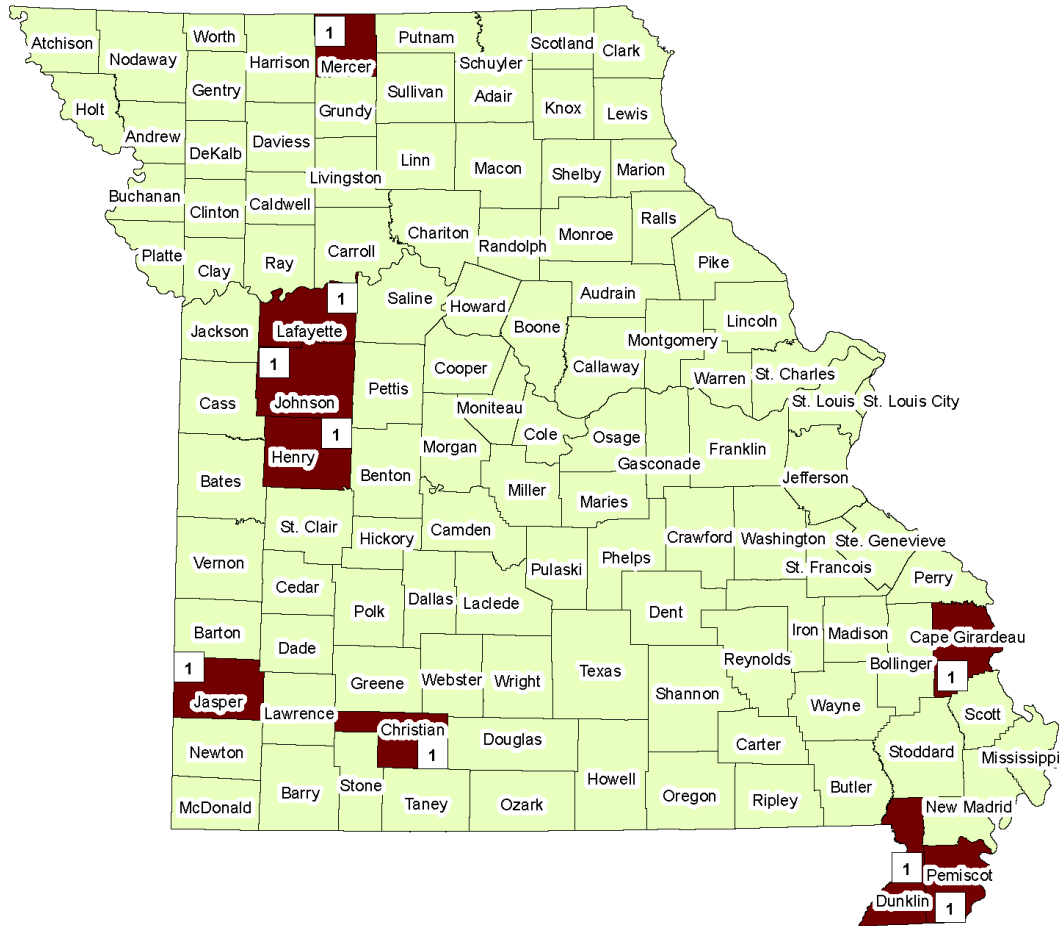 Atchison
Nodaway
Worth
Harrison
1
Mercer
Putnam
Schuyler
Scotland
Clark
Holt
Gentry
Grundy
Sullivan
Adair
Knox
Lewis
Andrew
DeKalb
Daviess
Livingston
Linn
Macon
Shelby
Marion
Buchanan
Clinton
Caldwell
Platte
Clay
Ray
Carroll
Chariton
Randolph
Monroe
Ralls
Pike
Audrain
Jackson
1
Lafayette
Saline
Howard
Boone
Callaway
Montgomery
Lincoln
Warren
St. Charles
St. Louis
St. Louis City
Cass
1
Johnson
Pettis
Cooper
Moniteau
Cole
Osage
Gasconade
Franklin
Jefferson
Bates
1
Henry
Benton
Morgan
Miller
Maries
St. Clair
Hickory
Camden
Pulaski
Phelps
Crawford
Washington
Ste. Genevieve
St. Francois
Perry
Vernon
Cedar
Polk
Dallas
Laclede
Dent
Iron
Madison
Bollinger
Cape Girardeau
1
Barton
Dade
Greene
Webster
Wright
Texas
Shannon
Reynolds
Wayne
Scott
1
Jasper
Lawrence
Christian
1
Douglas
Howell
Carter
Butler
Stoddard
Mississippi
Newton
McDonald
Barry
Stone
Taney
Ozark
Oregon
Ripley
New Madrid
1
Pemiscot
Dunklin
1